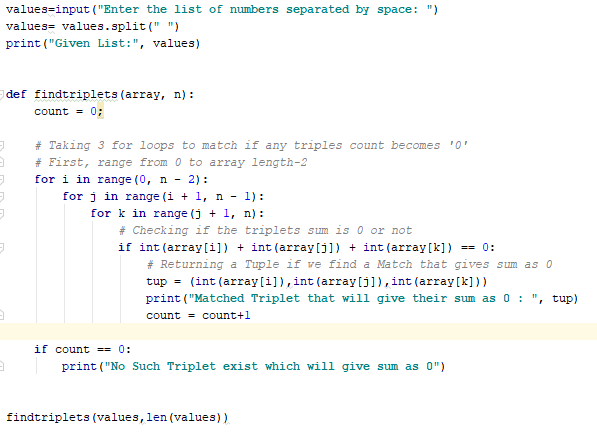 values=input("Enter the list of numbers separated by space: ")
values= values.split(" ")
print("Given List:", values)
def findtriplets(array, n):
count = 0;
# Taking 3 for loops to match if any triples count becomes '0'
# First, range from 0 to array length-2
for i in range(0, n - 2):
for j in range(i + 1, n - 1):
for k in range(j + 1, n):
# Checking if the triplets sum is 0 or not
if int(array[i]) + int(array[j]) + int(array[k]) == 0:
# Returning a Tuple if we find a Match that gives sum as 0
tup = (int(array[i]),int(array[j]),int(array[k]))
print("Matched Triplet that will give their sum as 0 : ", tup)
count = count+1
if count == 0:
print("No Such Triplet exist which will give sum as 0")
findtriplets(values,len(values))